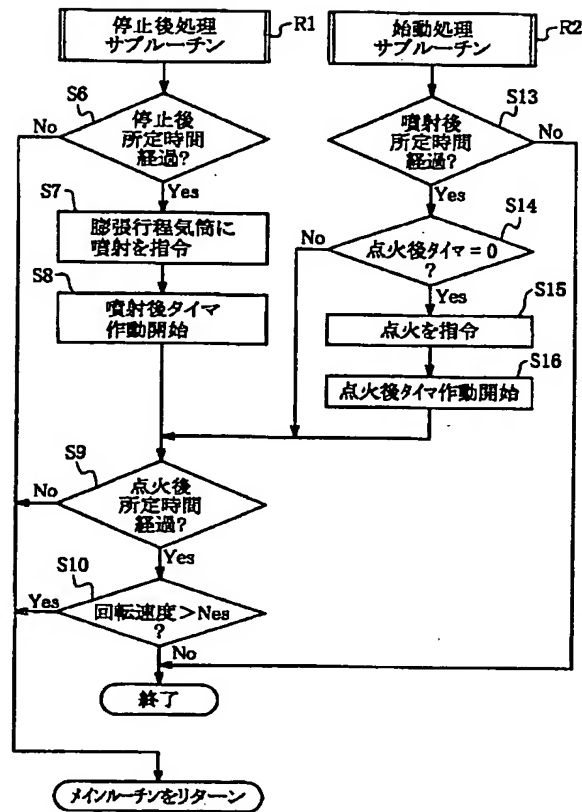 停止後処理
サブルーチン
R1
S6
停止後
所定時間
経過?
No
Yes
S7
膨張行程気筒に
噴射を指令
S8
噴射後タイマ
作動開始
始動処理
サブルーチン
R2
S13
噴射後
所定時間
経過?
No
Yes
S14
点火後タイマ=0
?
No
Yes
S15
点火を指令
S16
点火後タイマ作動開始
S9
点火後
所定時間
経過?
No
Yes
S10
回転速度>Nes
?
Yes
No
終了
メインルーチンをリターン